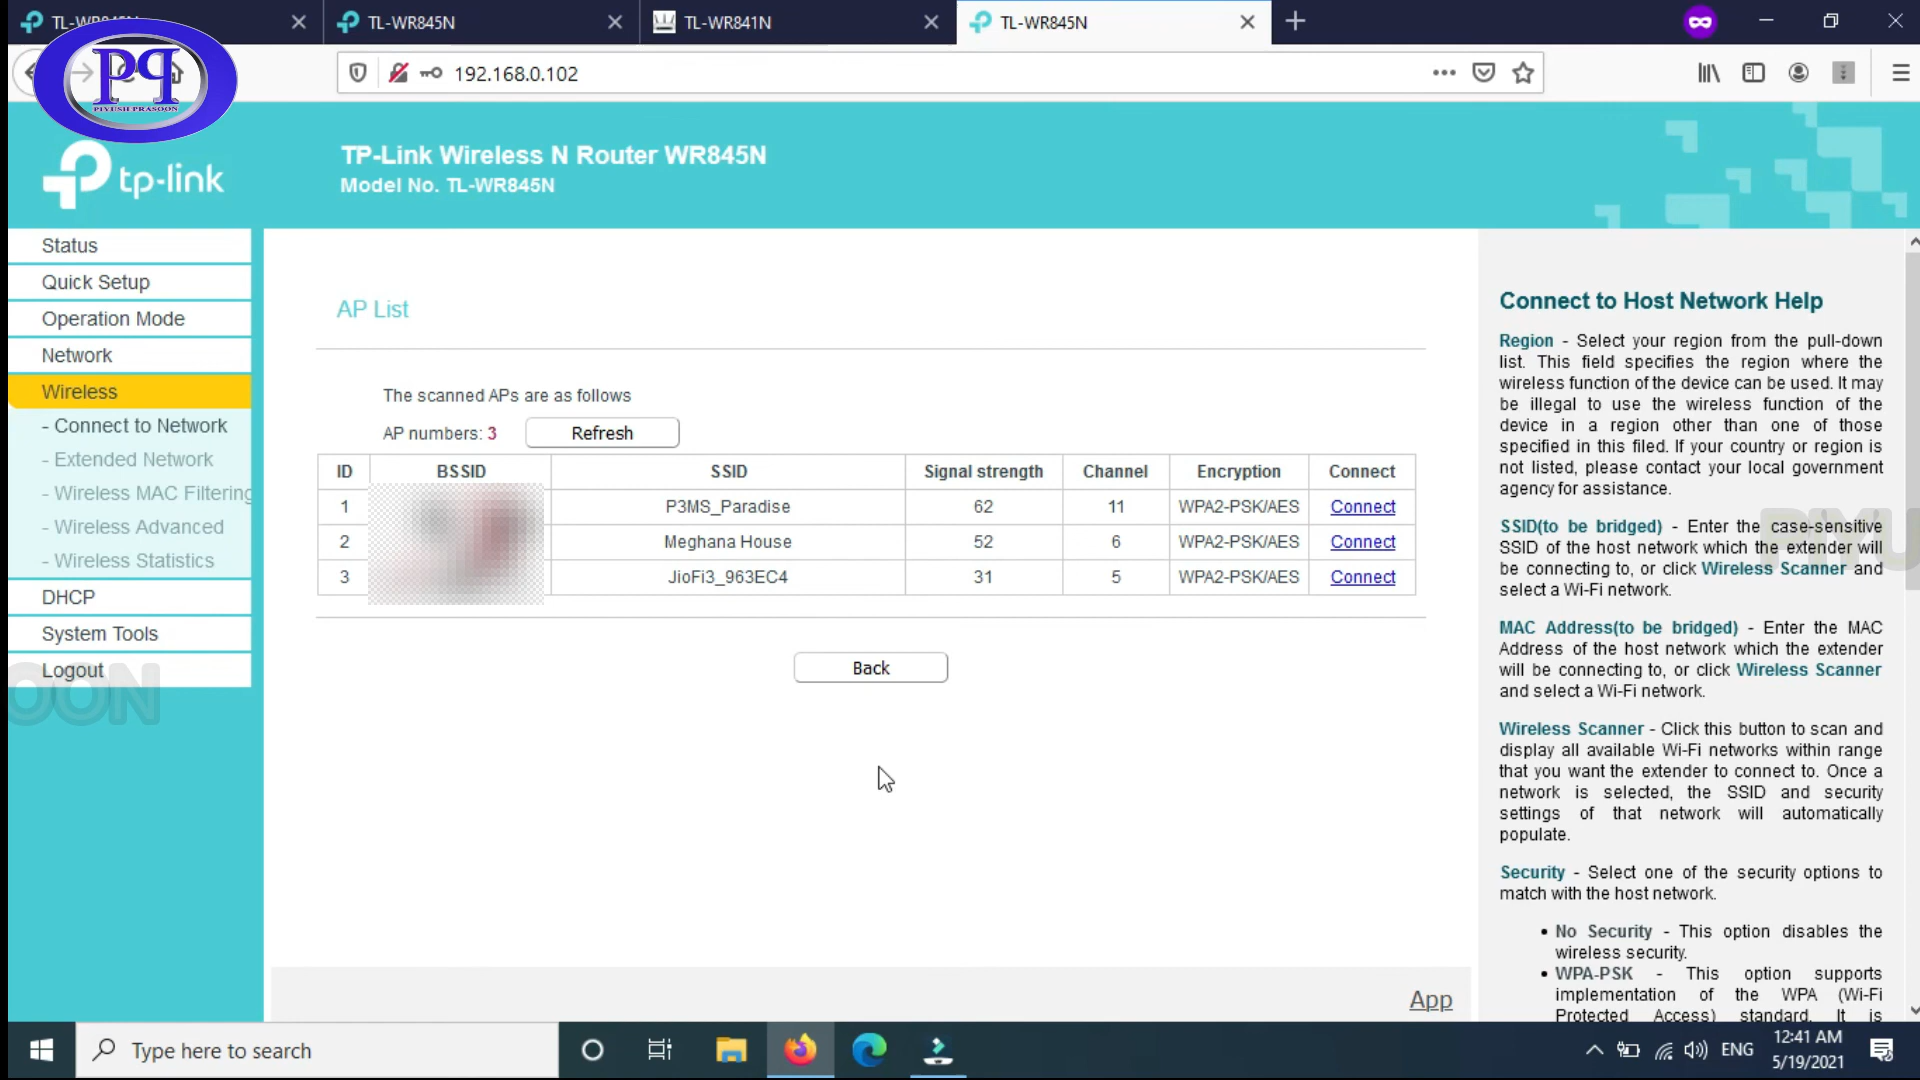 TL-WR845N
TL-WR841N
TL-WR845N
192.168.0.102
PQ
PIYUSH PRASOON
tp-link
TP-Link Wireless N Router WR845N
Model No. TL-WR845N
Status
Quick Setup
Operation Mode
Network
Wireless
- Connect to Network
- Extended Network
- Wireless MAC Filtering
- Wireless Advanced
- Wireless Statistics
DHCP
System Tools
Logout
OON
AP List
The scanned APs are as follows
AP numbers: 3 Refresh
ID BSSID SSID Signal strength Channel Encryption Connect
1 P3MS_Paradise 62 11 WPA2-PSK/AES Connect
2 Meghana House 52 6 WPA2-PSK/AES Connect
3 JioFi3_963EC4 31 5 WPA2-PSK/AES Connect
Back
App
Connect to Host Network Help
Region - Select your region from the pull-down
list. This field specifies the region where the
wireless function of the device can be used. It may
be illegal to use the wireless function of the
device in a region other than one of those
specified in this filed. If your country or region is
not listed, please contact your local government
agency for assistance.
PIYU
SSID(to be bridged) - Enter the case-sensitive
SSID of the host network which the extender will
be connecting to, or click Wireless Scanner and
select a Wi-Fi network.
MAC Address(to be bridged) - Enter the MAC
Address of the host network which the extender
will be connecting to, or click Wireless Scanner
and select a Wi-Fi network.
Wireless Scanner - Click this button to scan and
display all available Wi-Fi networks within range
that you want the extender to connect to. Once a
network is selected, the SSID and security
settings of that network will automatically
populate.
Security - Select one of the security options to
match with the host network.
• No Security - This option disables the
wireless security.
• WPA-PSK - This option supports
implementation of the WPA (Wi-Fi
Protected Access) standard. It is
Type here to search
ENG
12:41 AM
5/19/2021